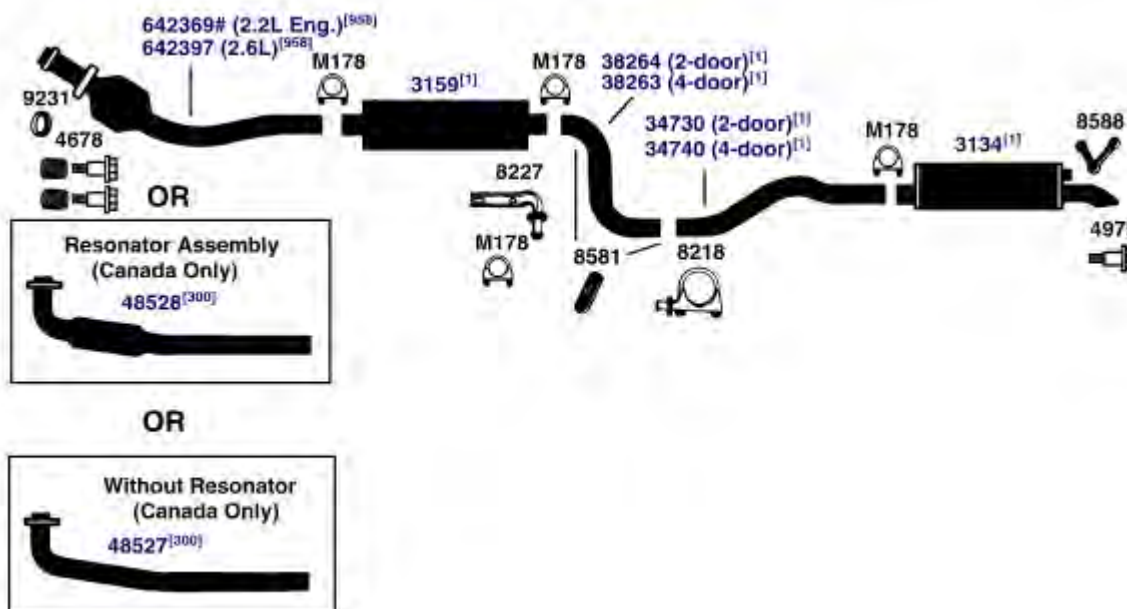 642369# (2.2L Eng.)[958]
642397 (2.6L)[958]
M178
3159[1]
M178
38264 (2-door)[1]
38263 (4-door)[1]
34730 (2-door)[1]
34740 (4-door)[1]
M178
3134[1]
8588
9231
4678
OR
8227
M178
8581
8218
497
Resonator Assembly
(Canada Only)
48528[300]
OR
Without Resonator
(Canada Only)
48527[300]